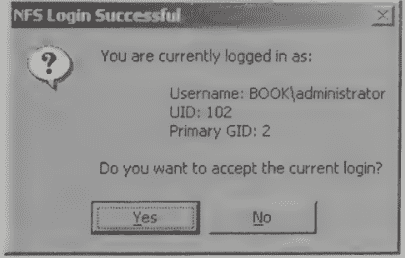 NFS Login Successful
You are currently logged in as:
Username: BOOK\administrator
UID: 102
Primary GID: 2
Do you want to accept the current login?
Yes
No